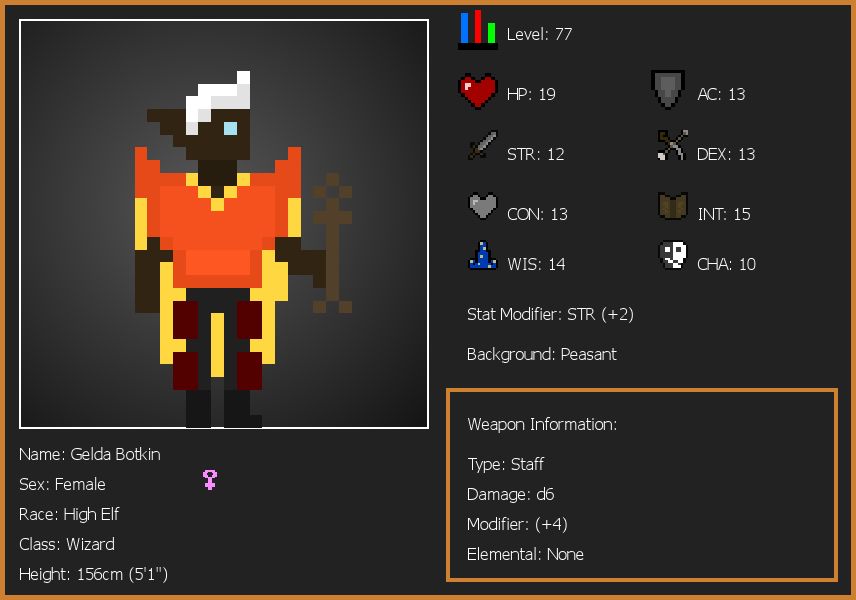 Level: 77
HP: 19
AC: 13
STR: 12
DEX: 13
CON: 13
INT: 15
WIS: 14
CHA: 10
Stat Modifier: STR (+2)
Background: Peasant
Weapon Information:
Type: Staff
Damage: d6
Modifier: (+4)
Elemental: None
Name: Gelda Botkin
Sex: Female
Race: High Elf
Class: Wizard
Height: 156cm (5'1")